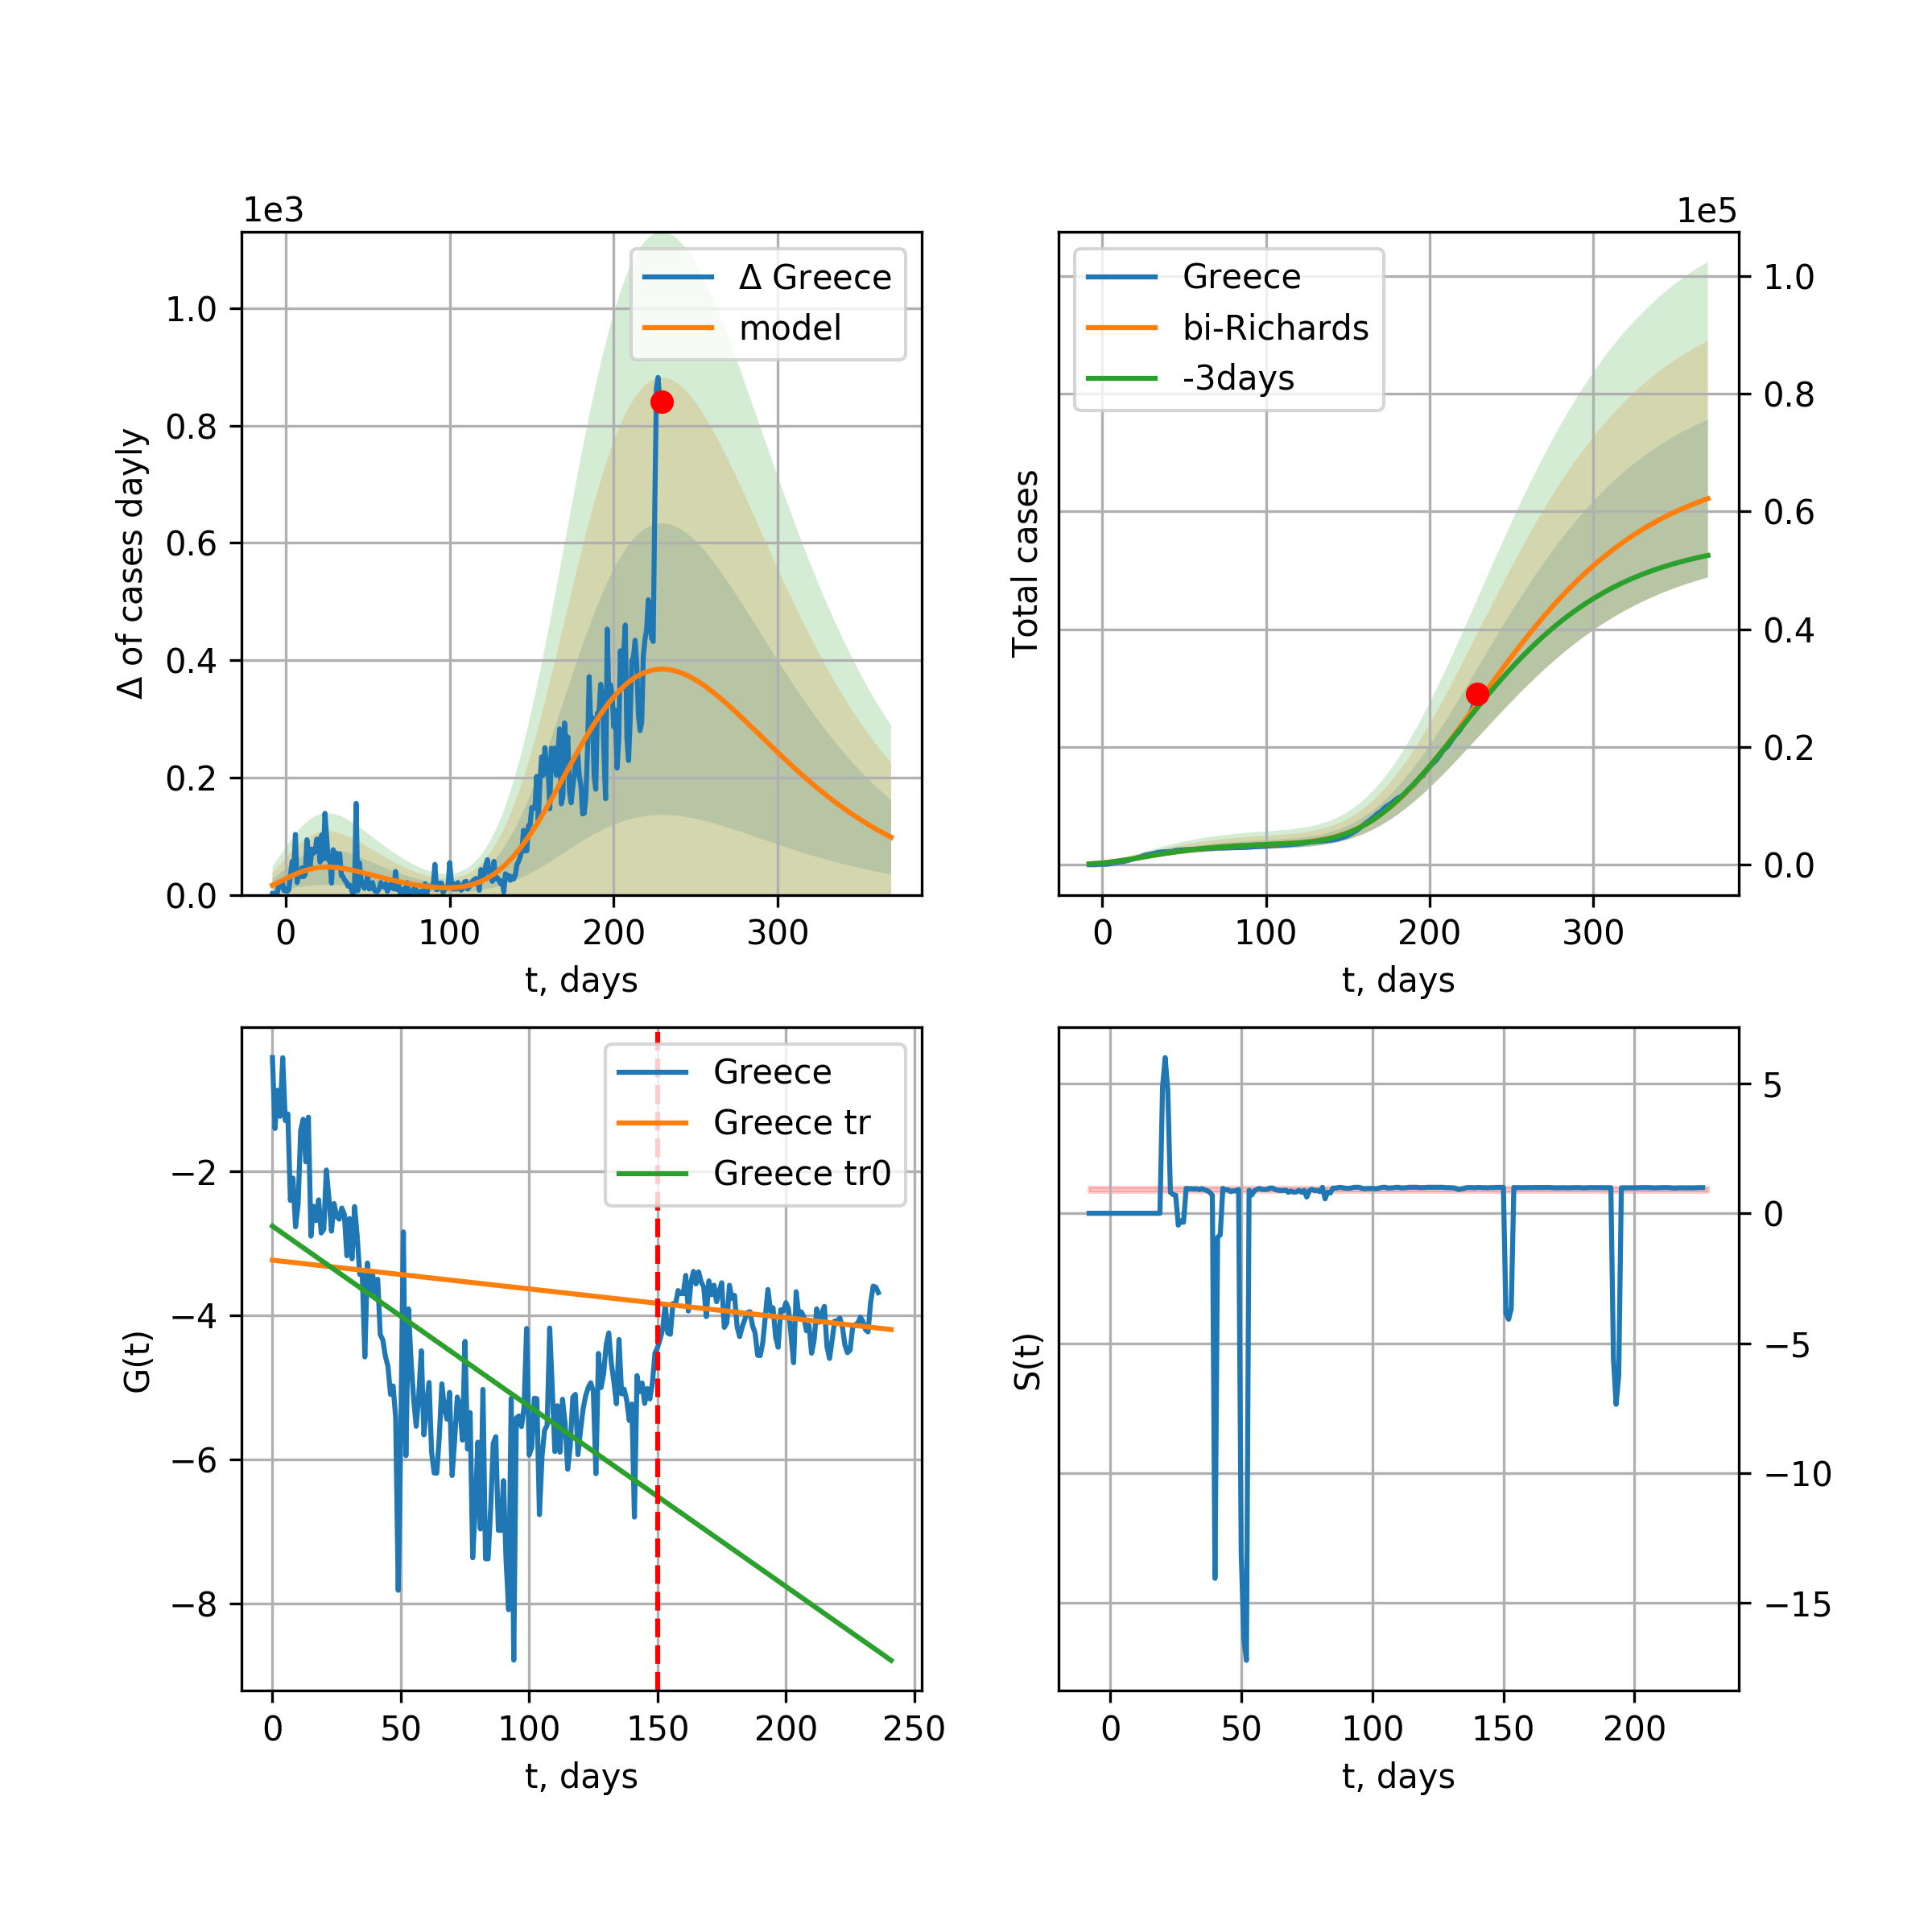 1e3
Δ of cases dayly
1.0
0.8
0.6
0.4
0.2
0.0
0 100 200 300
t, days
Δ Greece
model
1e5
Total cases
Greece
bi-Richards
-3days
1.0
0.8
0.6
0.4
0.2
0.0
0 100 200 300
t, days
G(t)
−2
−4
−6
−8
0 50 100 150 200 250
t, days
Greece
Greece tr
Greece tr0
S(t)
5
0
−5
−10
−15
0 50 100 150 200
t, days